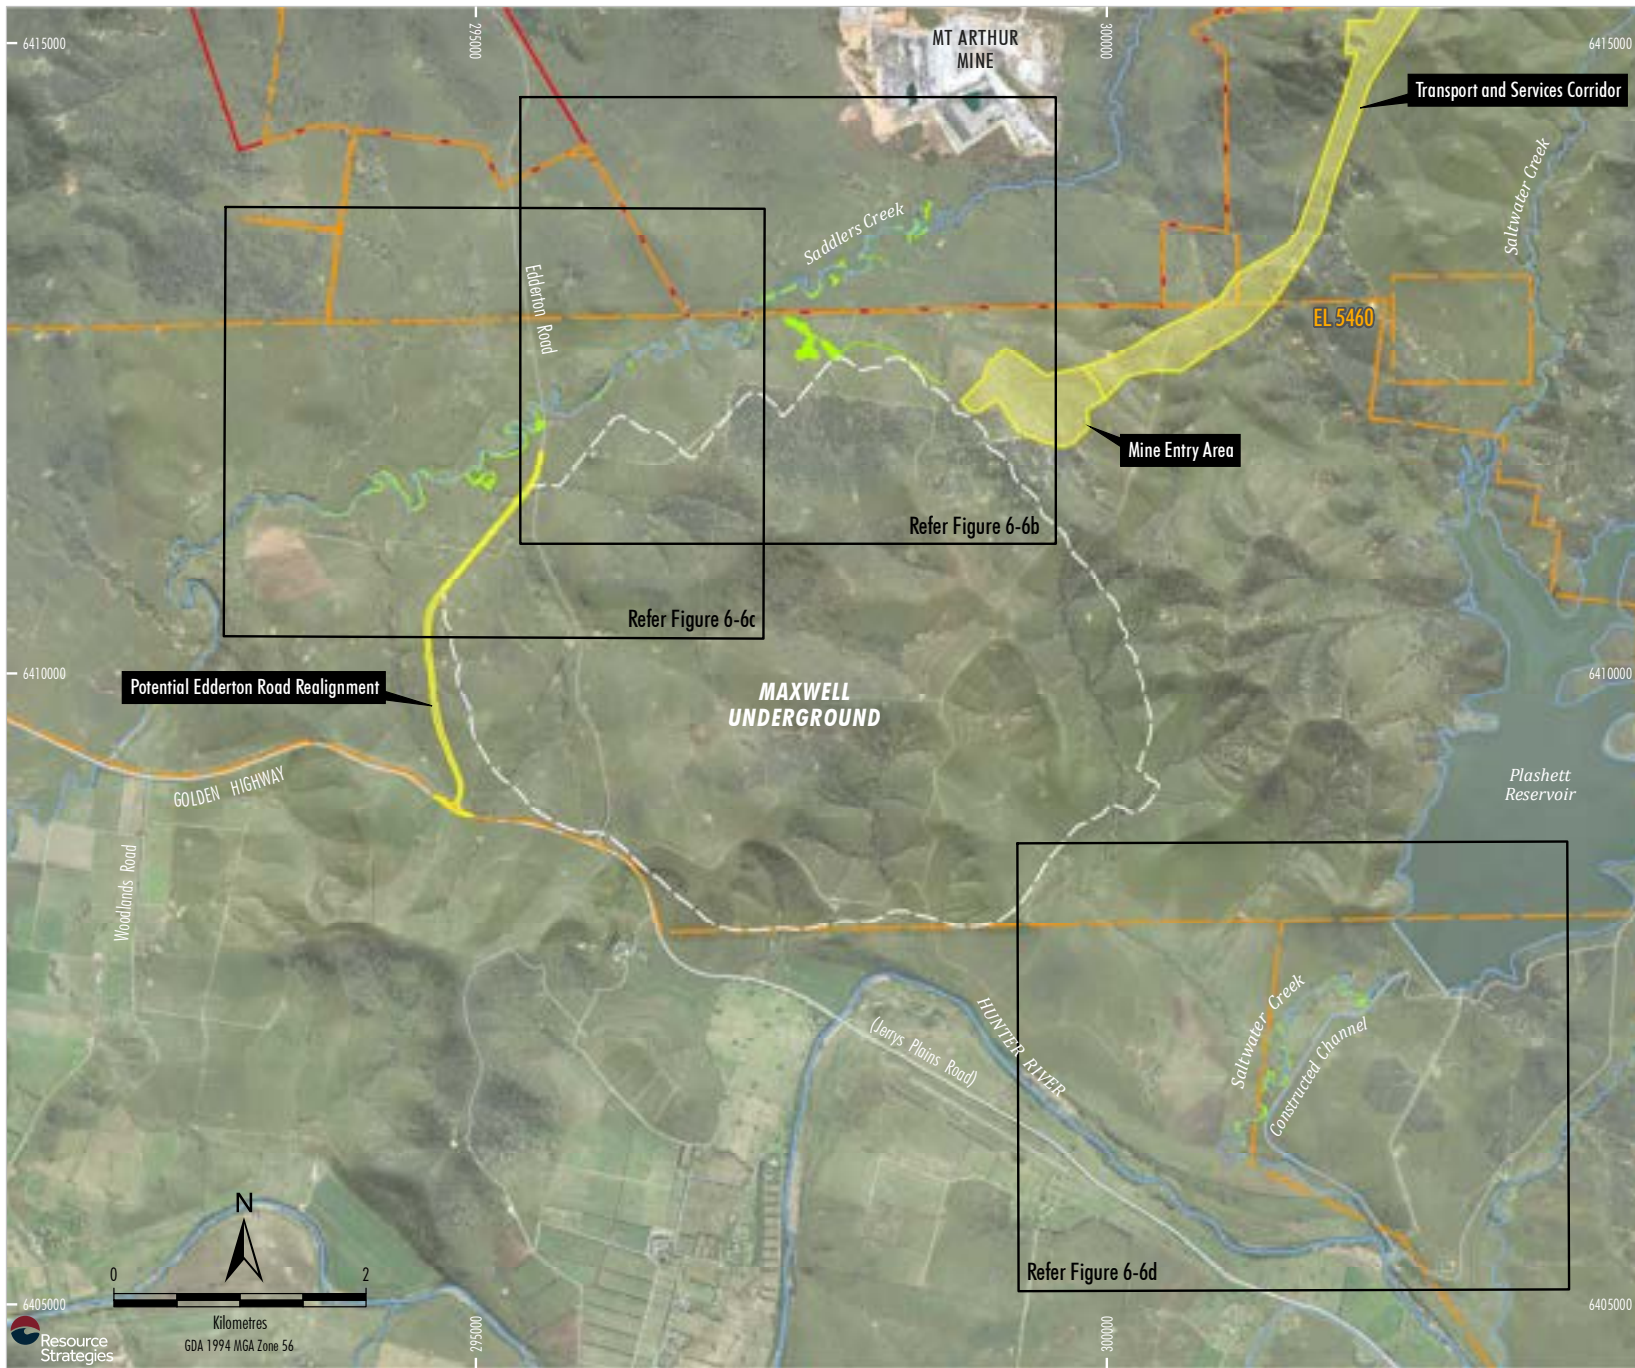 295000
300000
6415000
MT ARTHUR
MINE
6415000
Transport and Services Corridor
Saltwater Creek
Saddlers Creek
Edderton Road
EL 5460
Mine Entry Area
Refer Figure 6-6b
Refer Figure 6-6c
6410000
6410000
Potential Edderton Road Realignment
MAXWELL
UNDERGROUND
GOLDEN HIGHWAY
Plashett
Reservoir
Woodlands Road
HUNTER RIVER
(Jerrys Plains Road)
Saltwater Creek
Constructed Channel
N
0 2
Kilometres
GDA 1994 MGA Zone 56
Refer Figure 6-6d
6405000
6405000
Resource
Strategies
295000
300000